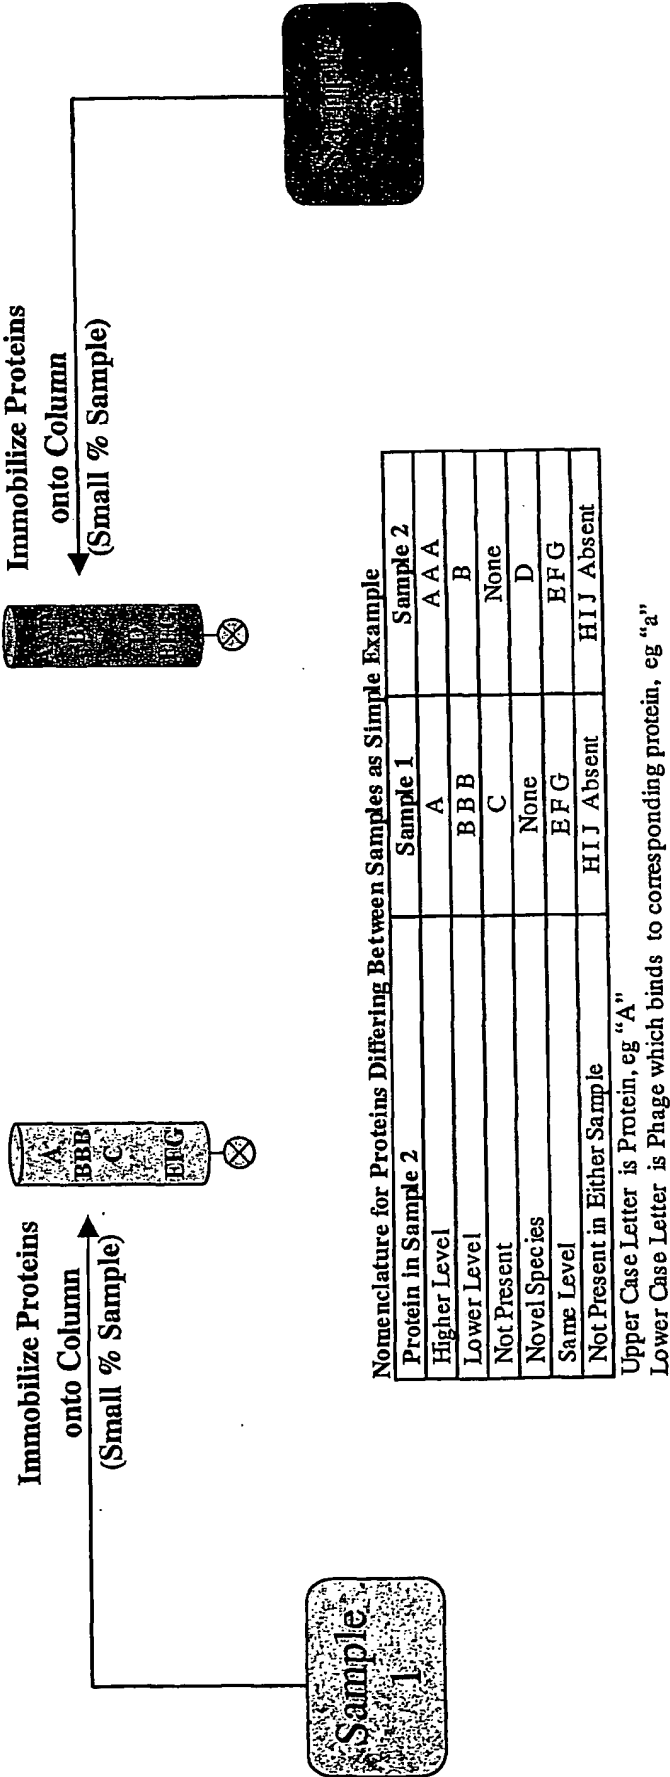 Immobilize Proteins
onto Column
(Small % Sample)
A
BBB
C
EFG
Sample
1
Immobilize Proteins
onto Column
(Small % Sample)
B
D
EFG
Sample
Nomenclature for Proteins Differing Between Samples as Simple Example
Protein in Sample 2 Sample 1 Sample 2
Higher Level A A A A
Lower Level B B B B
Not Present C None
Novel Species None D
Same Level E F G E F G
Not Present in Either Sample H I J Absent H I J Absent
Upper Case Letter is Protein, eg "A"
Lower Case Letter is Phage which binds to corresponding protein, eg "a"